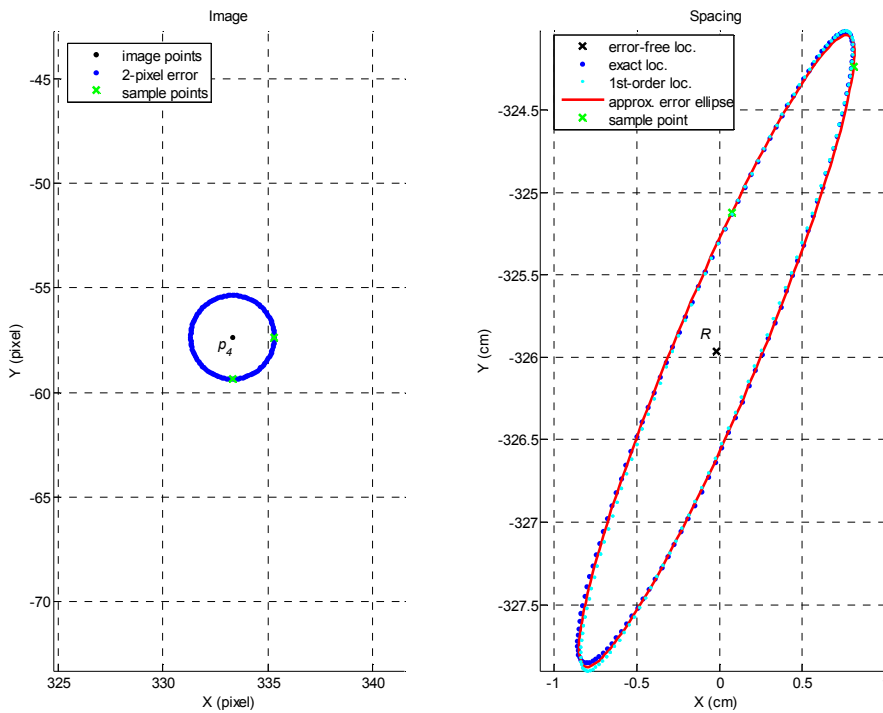 Image
image points
2-pixel error
sample points
-45
-50
-55
-60
-65
-70
325
330
335
340
p4
Y (pixel)
X (pixel)
Spacing
error-free loc.
exact loc.
1st-order loc.
approx. error ellipse
sample point
-324.5
-325
-325.5
-326
-326.5
-327
-327.5
-1
-0.5
0
0.5
R
Y (cm)
X (cm)